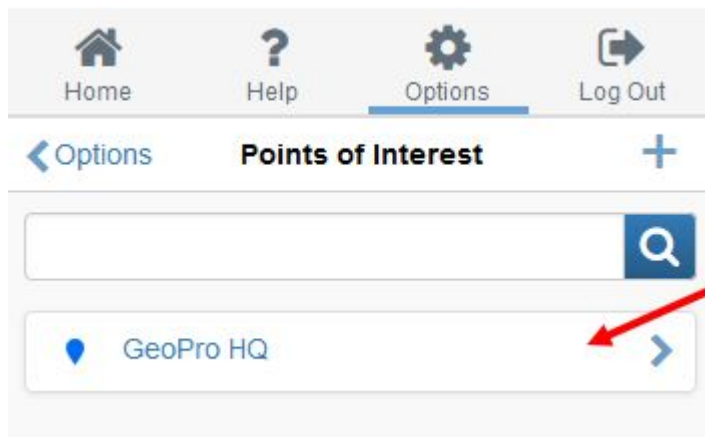 Home Help Options Log Out
Options Points of Interest
GeoPro HQ